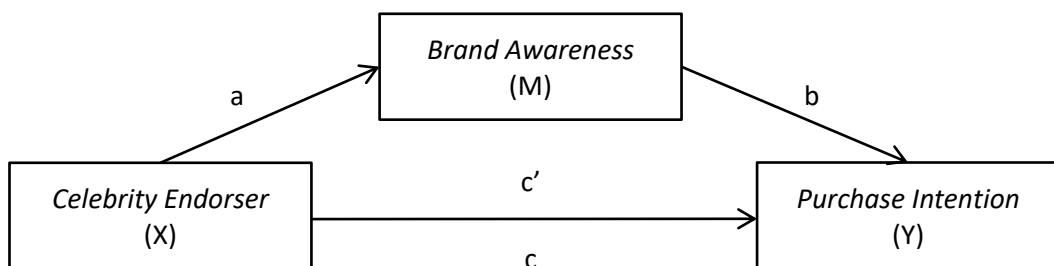 Brand Awareness
(M)
a
b
Celebrity Endorser
(X)
c’
Purchase Intention
(Y)
c